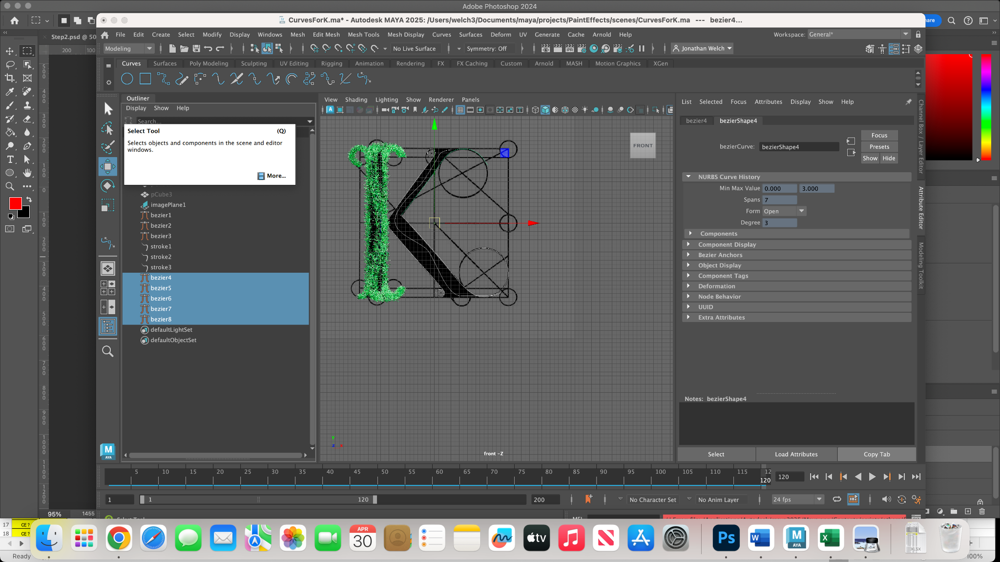 Adobe Photoshop 2024
CurvesForK.ma* - Autodesk MAYA 2025: /Users/welch3/Documents/maya/projects/PaintEffects/scenes/CurvesForK.ma --- bezier4...
Step2.psd @ 50
File Edit Create Select Modify Display Windows Mesh Edit Mesh Mesh Tools Mesh Display Curves Surfaces Deform UV Generate Cache Arnold Help
Workspace: General*
Modeling
No Live Surface
Symmetry: Off
Jonathan Welch
Curves Surfaces Poly Modeling Sculpting UV Editing Rigging Animation Rendering FX FX Caching Custom Arnold MASH Motion Graphics XGen
Outliner
Display Show Help
Search...
Select Tool (Q)
Selects objects and components in the scene and editor
windows.
More...
pCube3
imagePlane1
bezier1
bezier2
bezier3
stroke1
stroke2
stroke3
bezier4
bezier5
bezier6
bezier7
bezier8
defaultLightSet
defaultObjectSet
View Shading Lighting Show Renderer Panels
FRONT
y
z x
front -Z
List Selected Focus Attributes Display Show Help
bezier4 bezierShape4
Focus
bezierCurve: bezierShape4
Presets
Show Hide
NURBS Curve History
Min Max Value 0.000 3.000
Spans 7
Form Open
Degree 3
Components
Component Display
Bezier Anchors
Object Display
Component Tags
Deformation
Node Behavior
UUID
Extra Attributes
Notes: bezierShape4
Select Load Attributes Copy Tab
Channel Box / Layer Editor
Attribute Editor
Modeling Toolkit
5 10 15 20 25 30 35 40 45 50 55 60 65 70 75 80 85 90 95 100 105 110 115 12
120
120
1 1 120 200
No Character Set
No Anim Layer
24 fps
Select Tool
MEL
95% 1455
17 CE ?
18 CE ?
Ready
100%
APR
30
tv
Ps
W
M
AYA
X
XLSX